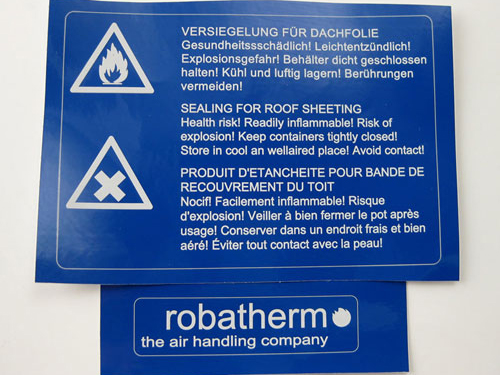 VERSIEGELUNG FÜR DACHFOLIE
Gesundheitsschädlich! Leichtentzündlich!
Explosionsgefahr! Behälter dicht geschlossen
halten! Kühl und luftig lagern! Berührungen
vermeiden!
SEALING FOR ROOF SHEETING
Health risk! Readily inflammable! Risk of
explosion! Keep containers tightly closed!
Store in cool an wellaired place! Avoid contact!
PRODUIT D'ETANCHEITE POUR BANDE DE
RECOUVREMENT DU TOIT
Nocif! Facilement inflammable! Risque
d'explosion! Veiller à bien fermer le pot après
usage! Conserver dans un endroit frais et bien
aéré! Éviter tout contact avec la peau!
robatherm
the air handling company